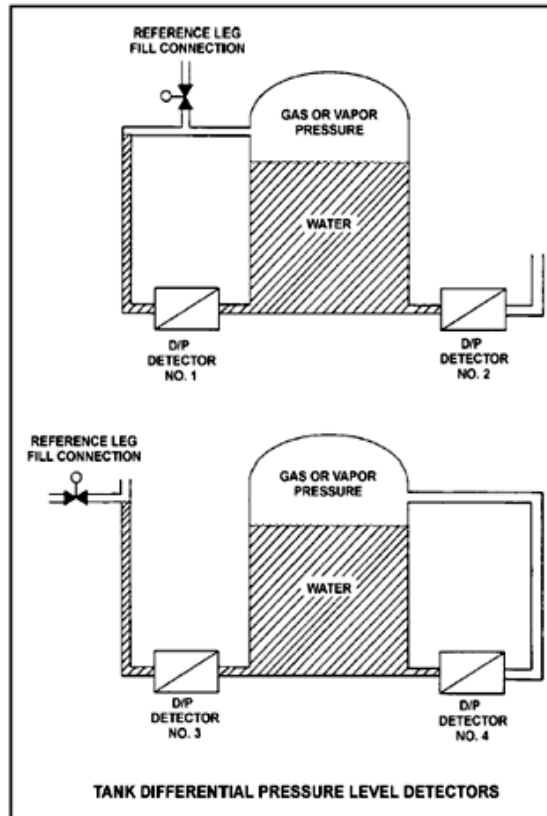 REFERENCE LEG
FILL CONNECTION
GAS OR VAPOR
PRESSURE
WATER
D/P
DETECTOR
NO. 1
D/P
DETECTOR
NO. 2
REFERENCE LEG
FILL CONNECTION
GAS OR VAPOR
PRESSURE
WATER
D/P
DETECTOR
NO. 3
D/P
DETECTOR
NO. 4
TANK DIFFERENTIAL PRESSURE LEVEL DETECTORS